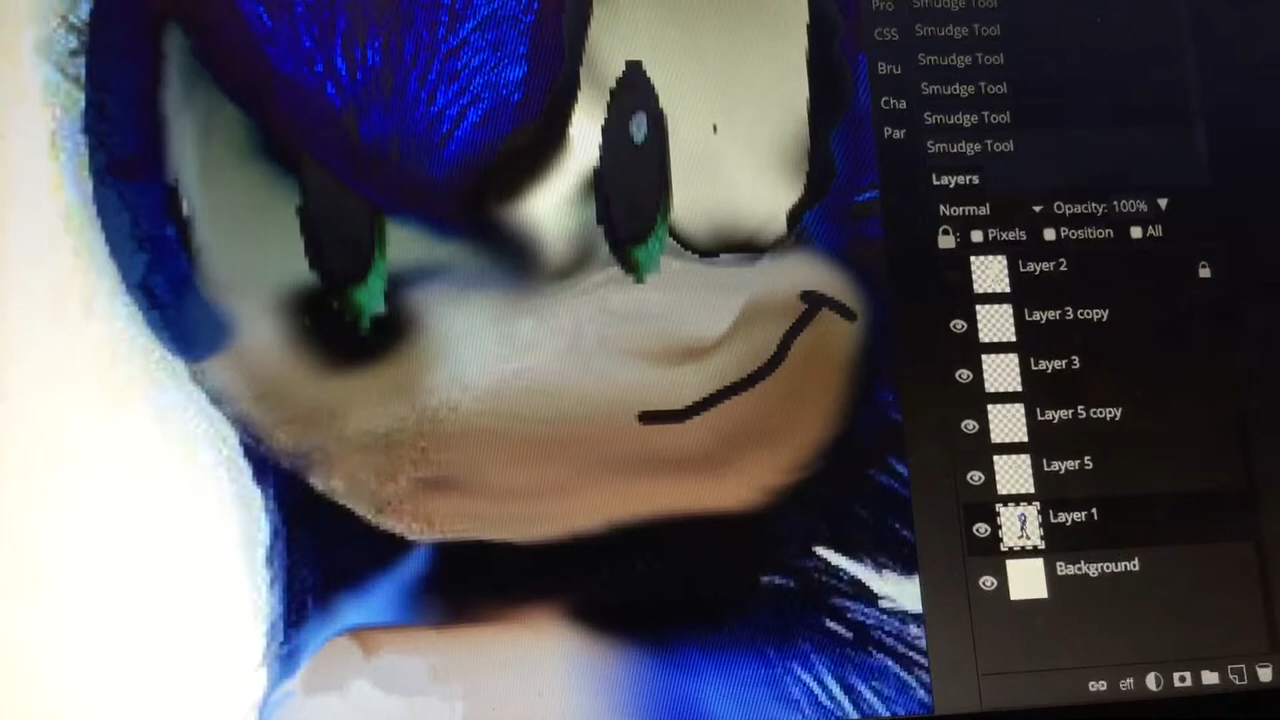 Pro Smudge Tool
CSS Smudge Tool
Bru Smudge Tool
Cha Smudge Tool
Par Smudge Tool
Smudge Tool
Layers
Normal Opacity: 100%
: Pixels Position All
Layer 2
Layer 3 copy
Layer 3
Layer 5 copy
Layer 5
Layer 1
Background
eff